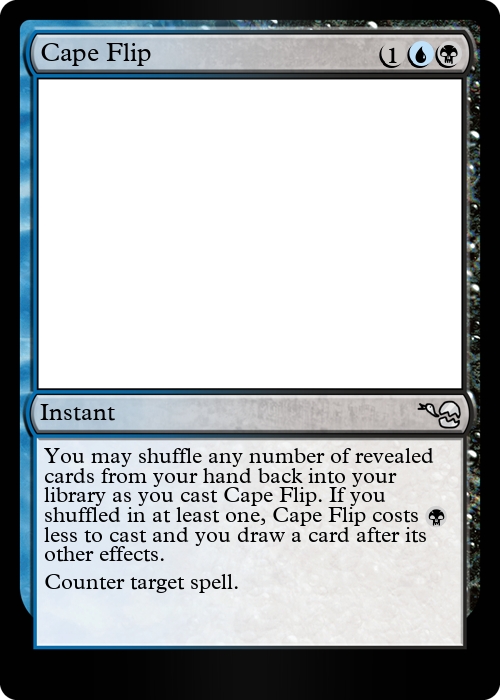 Cape Flip 1
Instant
You may shuffle any number of revealed
cards from your hand back into your
library as you cast Cape Flip. If you
shuffled in at least one, Cape Flip costs
less to cast and you draw a card after its
other effects.
Counter target spell.